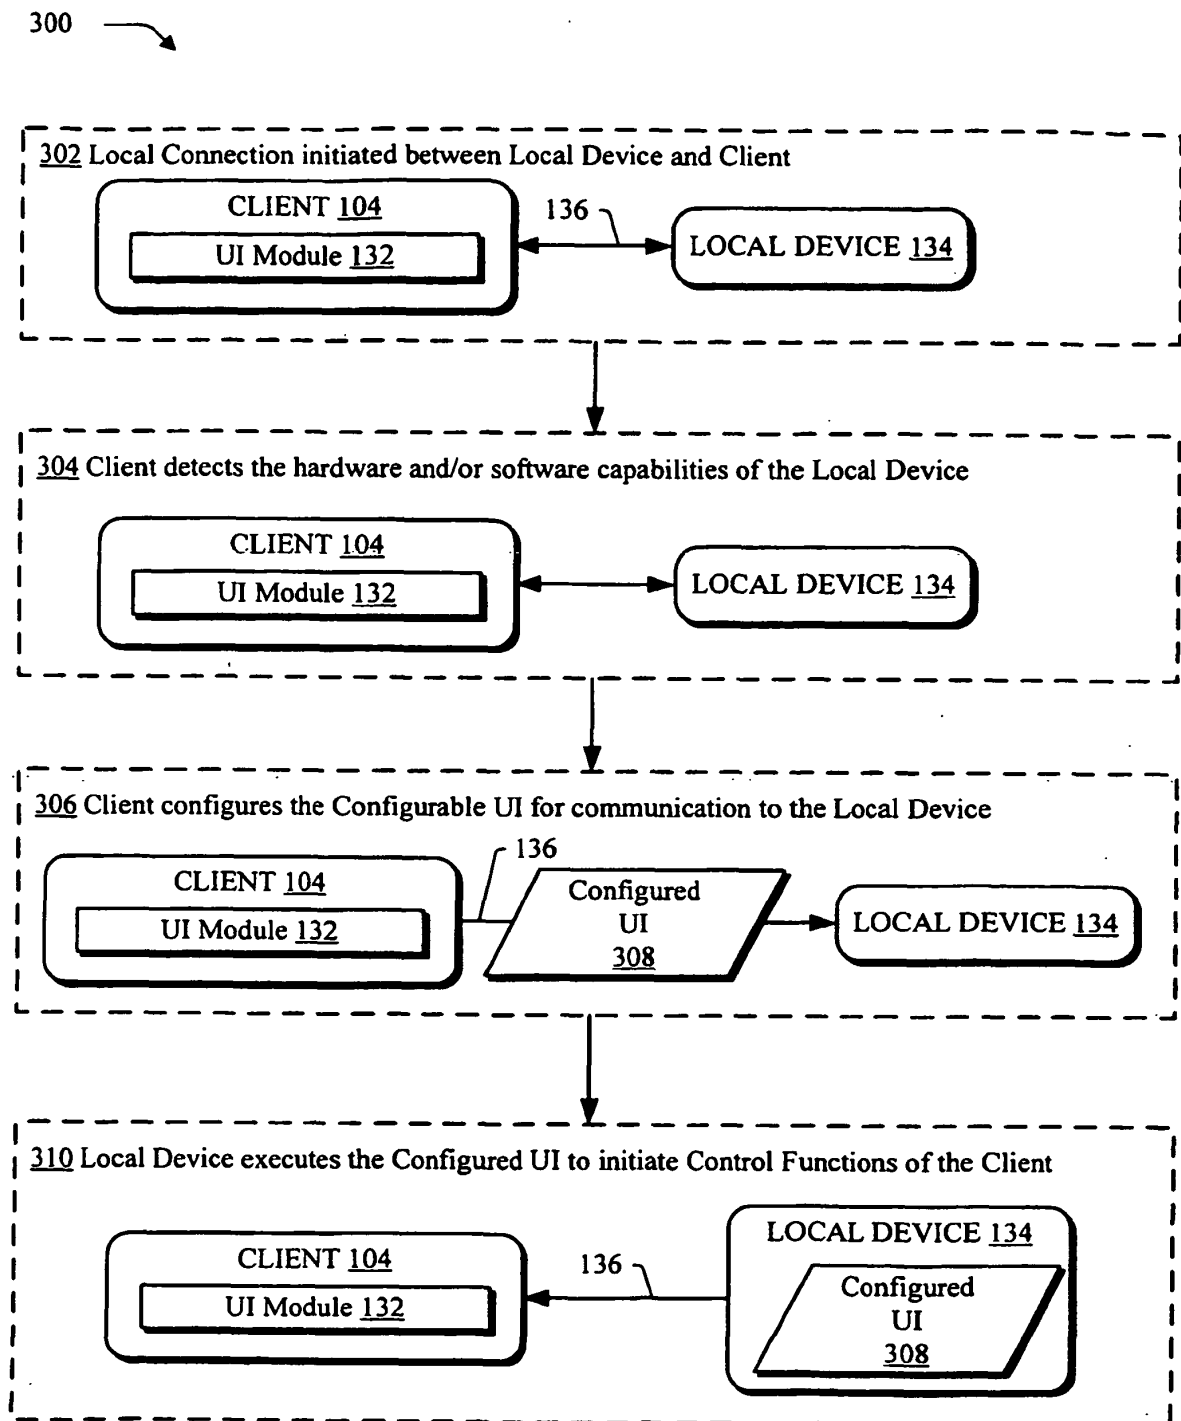 300
302 Local Connection initiated between Local Device and Client
CLIENT 104
UI Module 132
136
LOCAL DEVICE 134
304 Client detects the hardware and/or software capabilities of the Local Device
CLIENT 104
UI Module 132
LOCAL DEVICE 134
306 Client configures the Configurable UI for communication to the Local Device
CLIENT 104
UI Module 132
136
Configured
UI
308
LOCAL DEVICE 134
310 Local Device executes the Configured UI to initiate Control Functions of the Client
CLIENT 104
UI Module 132
136
LOCAL DEVICE 134
Configured
UI
308